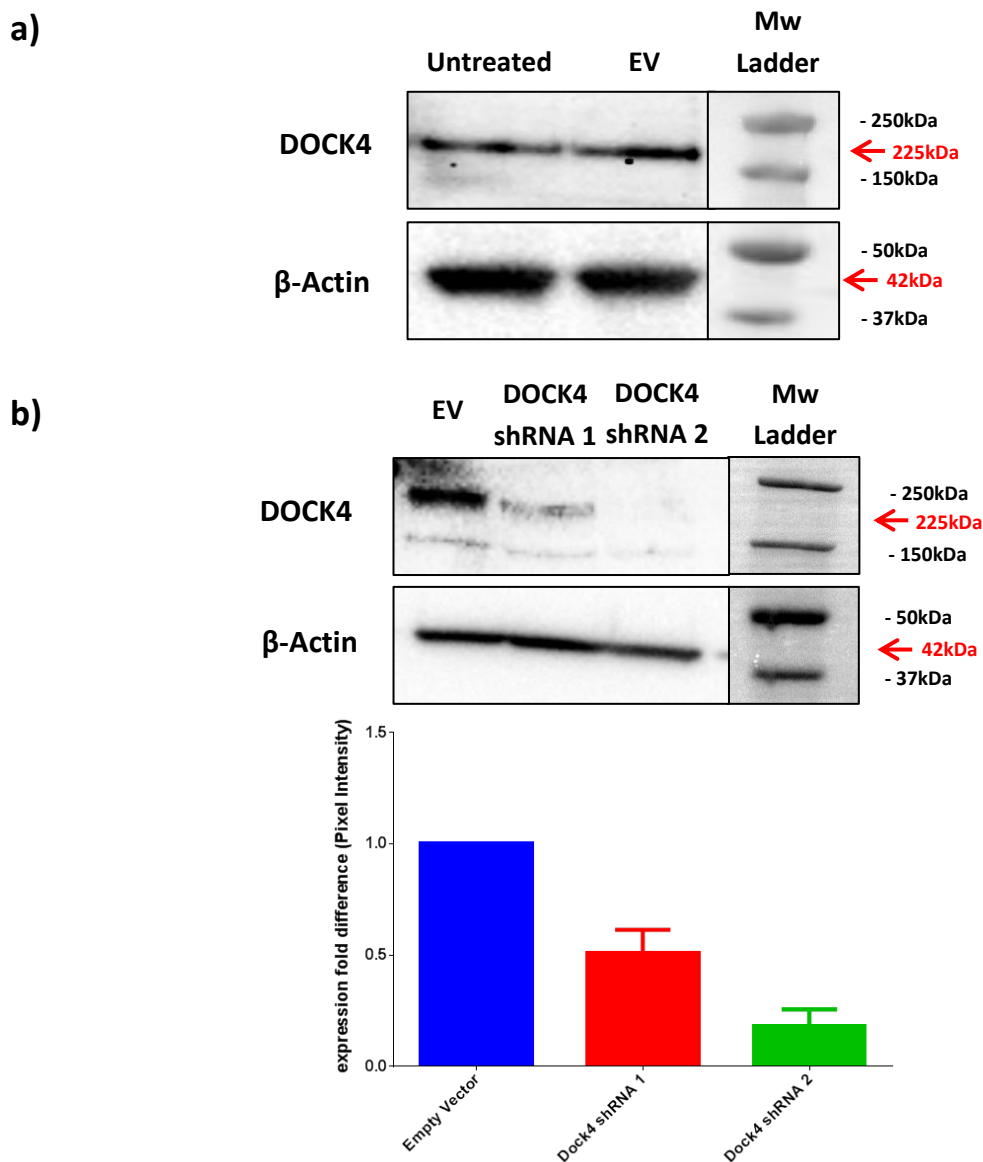 a)
Mw
Untreated EV Ladder
DOCK4
- 250kDa
225kDa
- 150kDa
β-Actin
- 50kDa
42kDa
- 37kDa
b)
EV DOCK4 DOCK4 Mw
shRNA 1 shRNA 2 Ladder
DOCK4
- 250kDa
225kDa
- 150kDa
β-Actin
- 50kDa
42kDa
- 37kDa
expression fold difference (Pixel Intensity)
1.5
1.0
0.5
0.0
Empty Vector
Dock4 shRNA 1
Dock4 shRNA 2